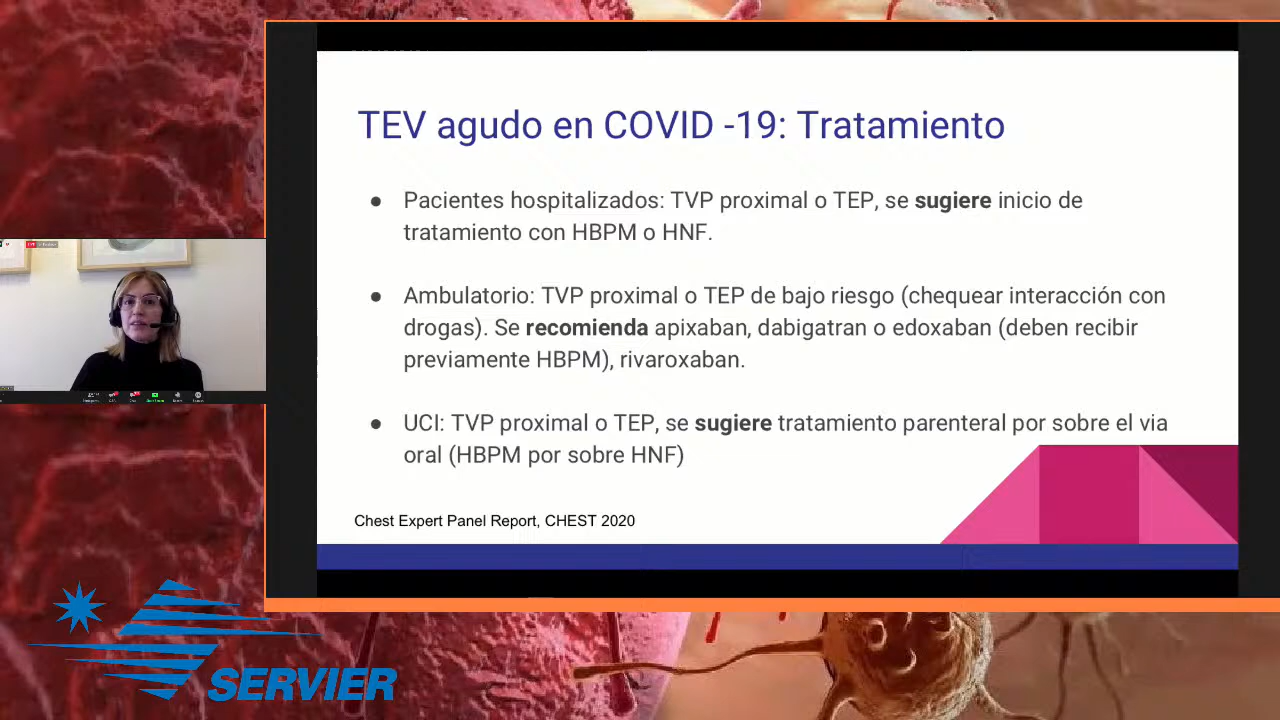 TEV agudo en COVID -19: Tratamiento
● Pacientes hospitalizados: TVP proximal o TEP, se sugiere inicio de
tratamiento con HBPM o HNF.
● Ambulatorio: TVP proximal o TEP de bajo riesgo (chequear interacción con
drogas). Se recomienda apixaban, dabigatran o edoxaban (deben recibir
previamente HBPM), rivaroxaban.
● UCI: TVP proximal o TEP, se sugiere tratamiento parenteral por sobre el via
oral (HBPM por sobre HNF)
Chest Expert Panel Report, CHEST 2020
SERVIER